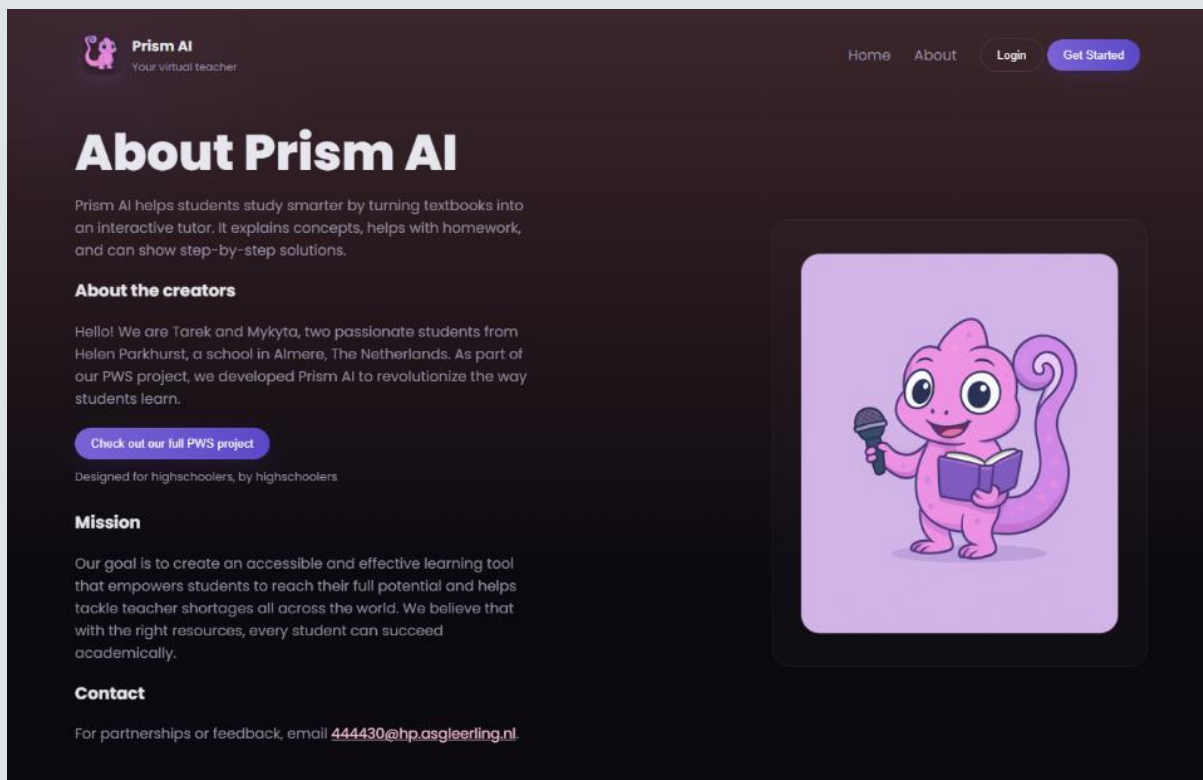 Prism AI
Your virtual teacher
Home About Login Get Started
About Prism AI
Prism AI helps students study smarter by turning textbooks into
an interactive tutor. It explains concepts, helps with homework,
and can show step-by-step solutions.
About the creators
Hello! We are Tarek and Mykyta, two passionate students from
Helen Parkhurst, a school in Almere, The Netherlands. As part of
our PWS project, we developed Prism AI to revolutionize the way
students learn.
Check out our full PWS project
Designed for highschoolers, by highschoolers
Mission
Our goal is to create an accessible and effective learning tool
that empowers students to reach their full potential and helps
tackle teacher shortages all across the world. We believe that
with the right resources, every student can succeed
academically.
Contact
For partnerships or feedback, email 444430@hp.asgleerling.nl.